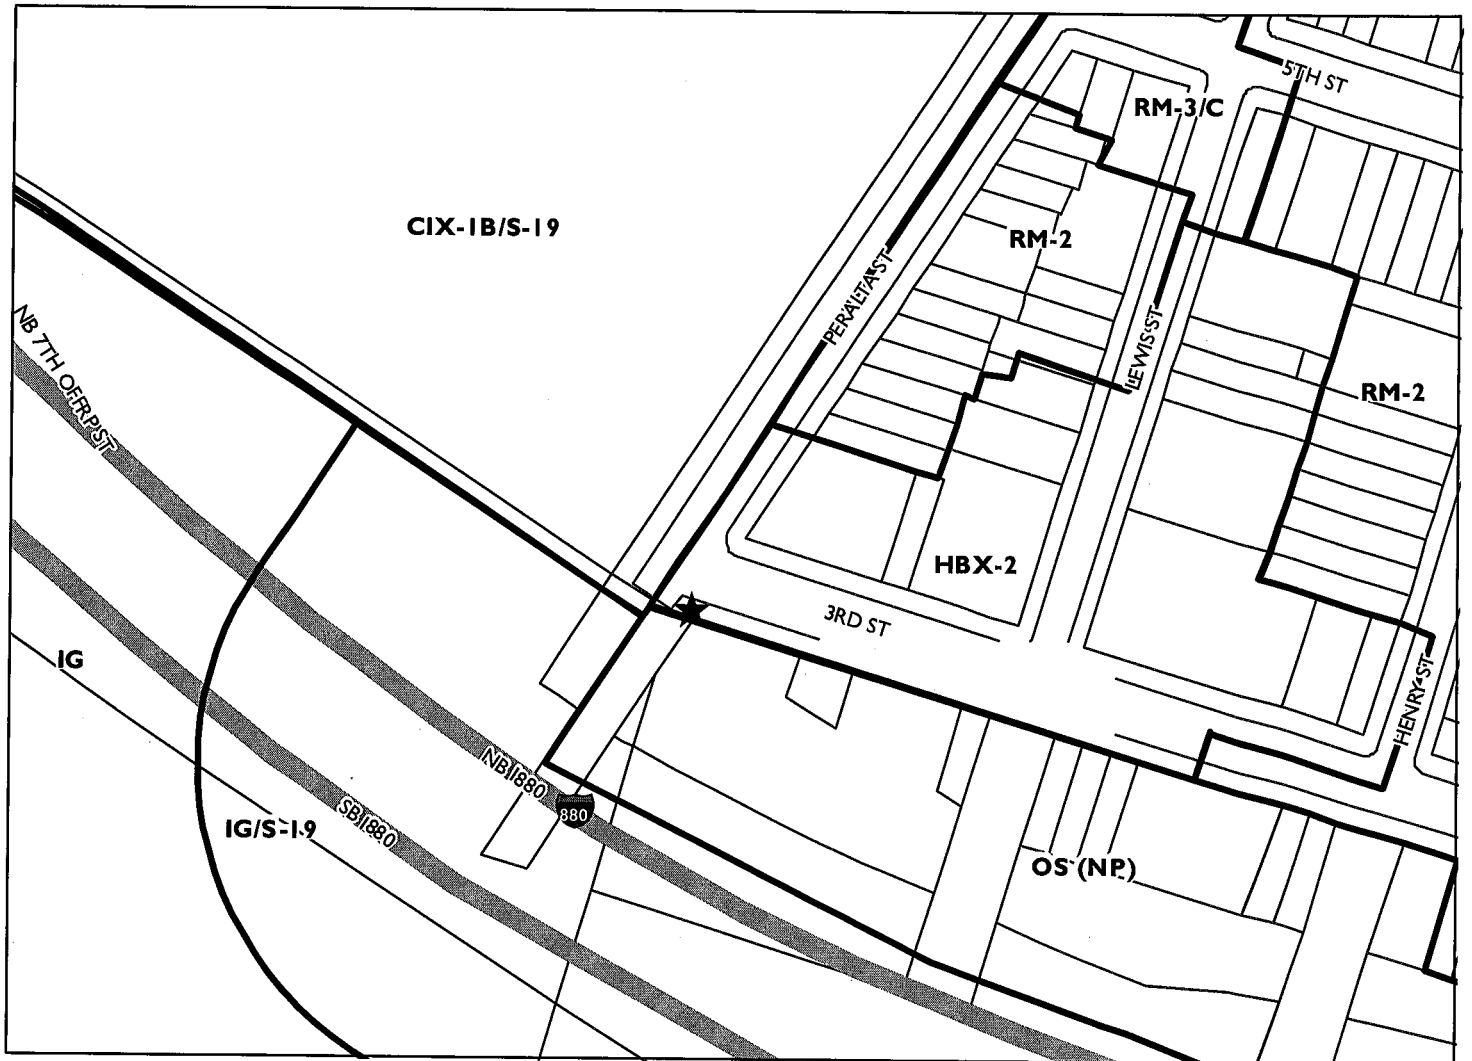 5TH ST
RM-3/C
CIX-1B/S-19
RM-2
PERALTA ST
LEWIS ST
NB 7TH OFFRP ST
RM-2
HBX-2
3RD ST
IG
HENRY ST
NB I880
880
SB I880
IG/S-19
OS (NP)